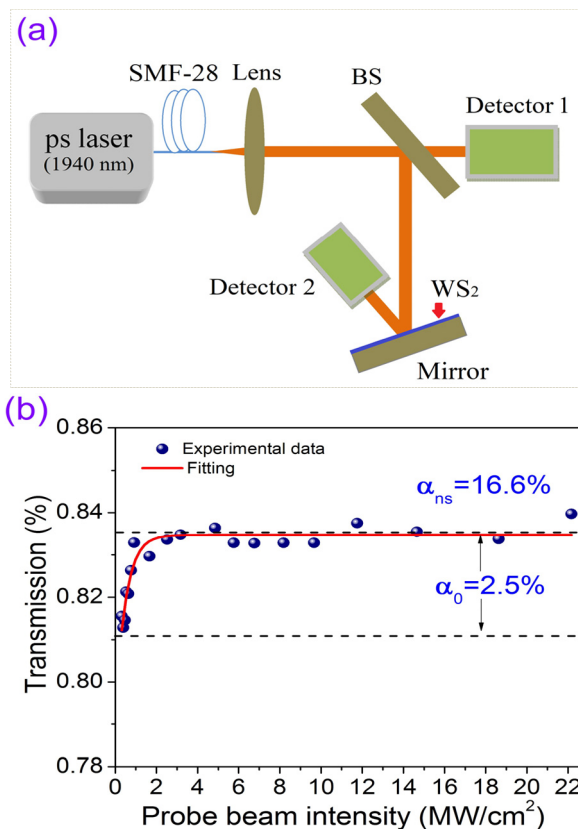 (a)
SMF-28
Lens
BS
Detector 1
ps laser
(1940 nm)
Detector 2
WS₂
Mirror
(b)
0.86
0.84
0.82
0.80
0.78
Transmission (%)
Experimental data
Fitting
αns=16.6%
α₀=2.5%
0 2 4 6 8 10 12 14 16 18 20 22
Probe beam intensity (MW/cm²)